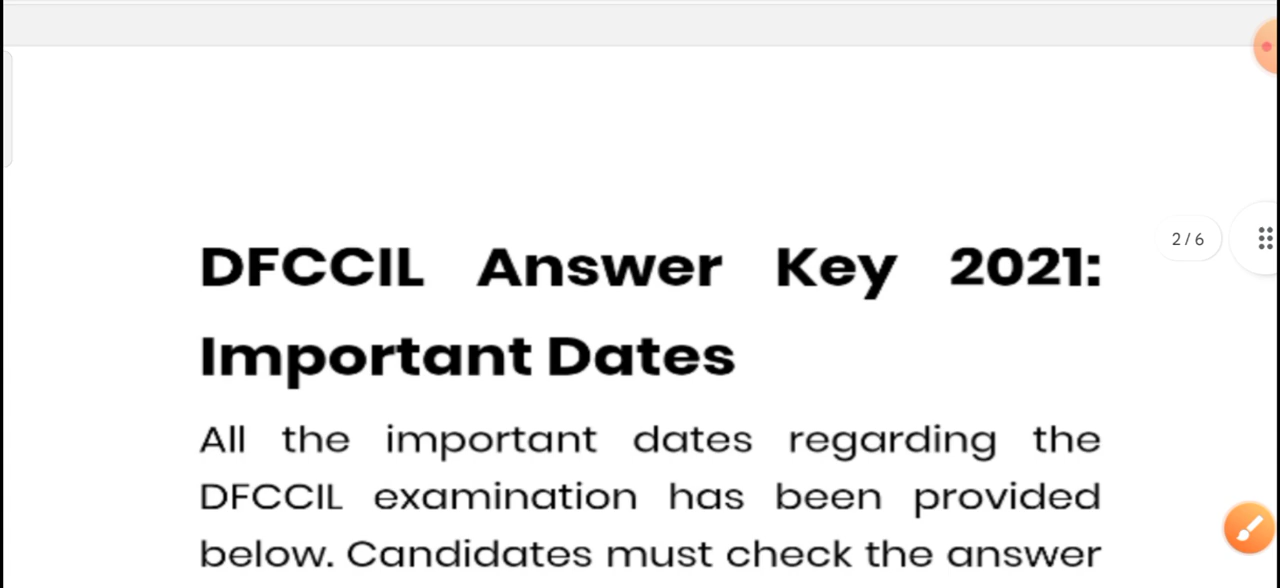 2/6
DFCCIL Answer Key 2021:
Important Dates
All the important dates regarding the
DFCCIL examination has been provided
below. Candidates must check the answer